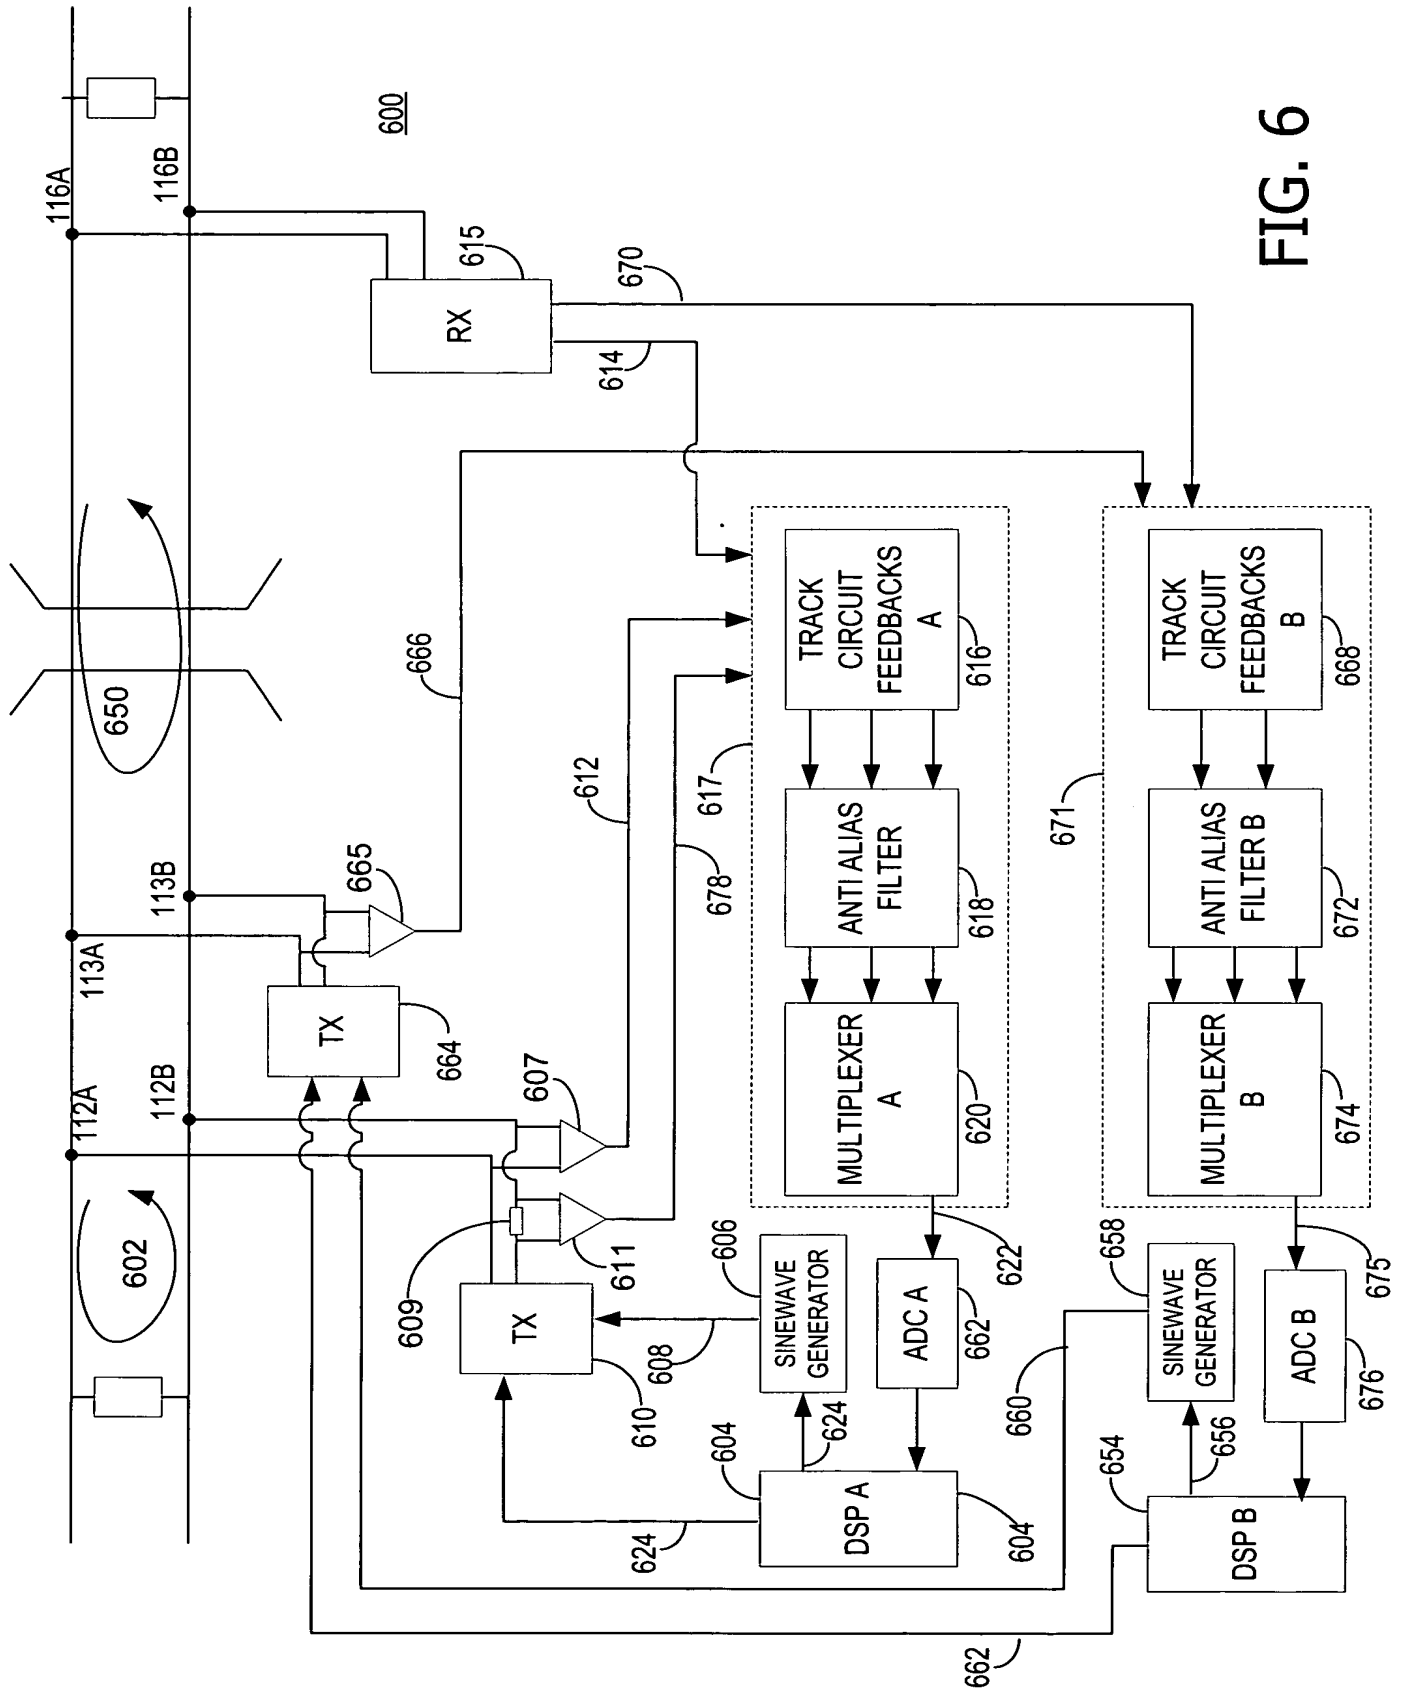 116A
116B
600
615
RX
670
614
FIG. 6
650
666
113A
113B
665
TX
664
112A
112B
602
607
609
611
612
678
TX
610
608
606
SINEWAVE
GENERATOR
624
604
DSP A
604
624
ADC A
662
622
617
TRACK
CIRCUIT
FEEDBACKS
A
616
ANTI ALIAS
FILTER
618
MULTIPLEXER
A
620
671
TRACK
CIRCUIT
FEEDBACKS
B
668
ANTI ALIAS
FILTER B
672
MULTIPLEXER
B
674
675
658
SINEWAVE
GENERATOR
660
656
654
DSP B
ADC B
676
662